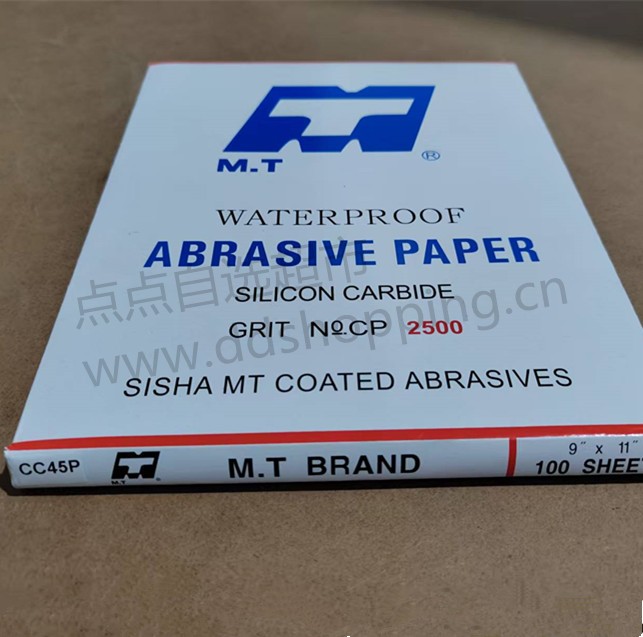 M.T
®
WATERPROOF
ABRASIVE PAPER
点点自选超市
SILICON CARBIDE
www.ddshopping.cn
GRIT №.CP 2500
SISHA MT COATED ABRASIVES
CC45P M.T ® M.T BRAND 9" x 11"
100 SHEET